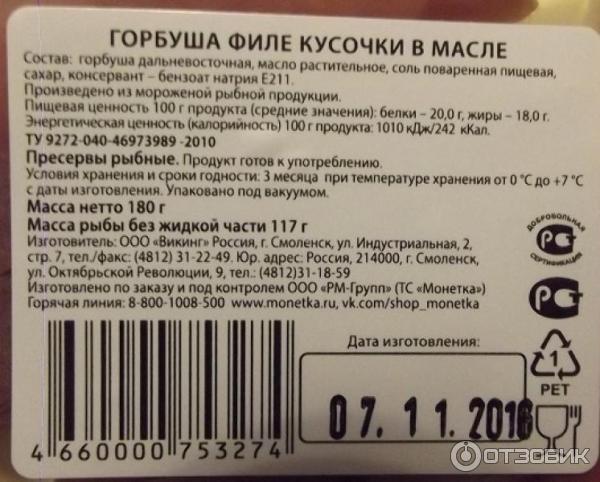 ГОРБУША ФИЛЕ КУСОЧКИ В МАСЛЕ
Состав: горбуша дальневосточная, масло растительное, соль поваренная пищевая,
сахар, консервант – бензоат натрия Е211.
Произведено из мороженой рыбной продукции.
Пищевая ценность 100 г продукта (средние значения): белки – 20,0 г, жиры – 18,0 г.
Энергетическая ценность (калорийность) 100 г продукта: 1010 кДж/242 кКал.
ТУ 9272-040-46973989 -2010
Пресервы рыбные. Продукт готов к употреблению.
Условия хранения и сроки годности: 3 месяца при температуре хранения от 0 °С до +7 °С
с даты изготовления. Упаковано под вакуумом.
Масса нетто 180 г
Масса рыбы без жидкой части 117 г
Изготовитель: ООО «Викинг» Россия, г. Смоленск, ул. Индустриальная, 2,
стр. 7, тел./факс: (4812) 31-22-49. Юр. адрес: Россия, 214000, г. Смоленск,
ул. Октябрьской Революции, 9, тел.: (4812)31-18-59
Изготовлено по заказу и под контролем ООО «РМ-Групп» (ТС «Монетка»)
Горячая линия: 8-800-1008-500 www.monetka.ru, vk.com/shop_monetka
ДОБРОВОЛЬНАЯ
СЕРТИФИКАЦИЯ
Дата изготовления:
07.11.2016
1
PET
4 660000 753274
ОТЗОВИК